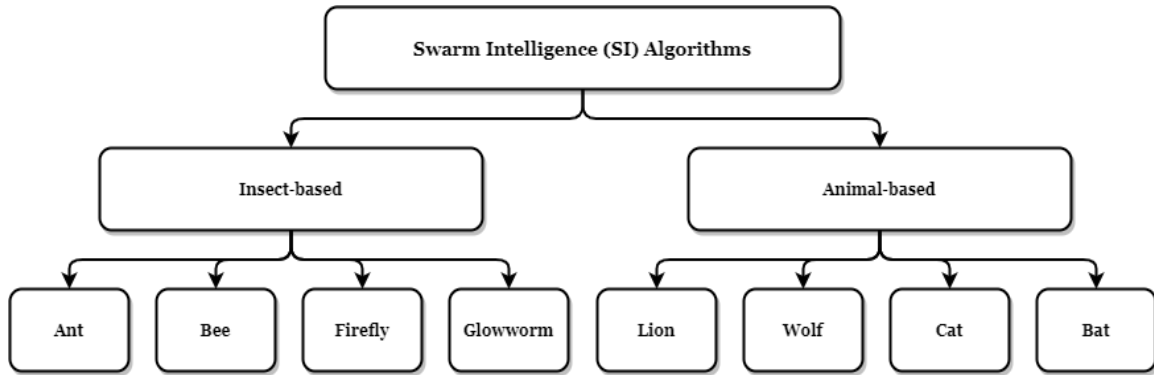 Swarm Intelligence (SI) Algorithms
Insect-based
Animal-based
Ant
Bee
Firefly
Glowworm
Lion
Wolf
Cat
Bat